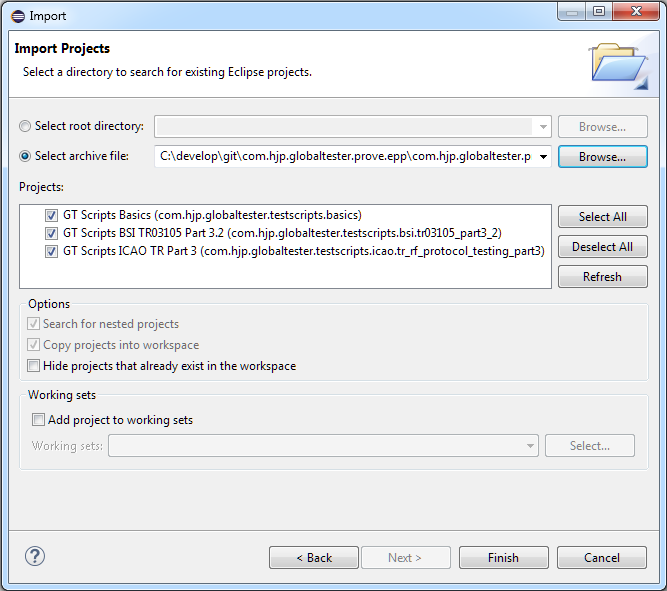 Import
Import Projects
Select a directory to search for existing Eclipse projects.
Select root directory:
Browse...
Select archive file:
C:\develop\git\com.hjp.globaltester.prove.epp\com.hjp.globaltester.p
Browse...
Projects:
GT Scripts Basics (com.hjp.globaltester.testscripts.basics)
GT Scripts BSI TR03105 Part 3.2 (com.hjp.globaltester.testscripts.bsi.tr03105_part3_2)
GT Scripts ICAO TR Part 3 (com.hjp.globaltester.testscripts.icao.tr_rf_protocol_testing_part3)
Select All
Deselect All
Refresh
Options
Search for nested projects
Copy projects into workspace
Hide projects that already exist in the workspace
Working sets
Add project to working sets
Working sets:
Select...
?
< Back
Next >
Finish
Cancel